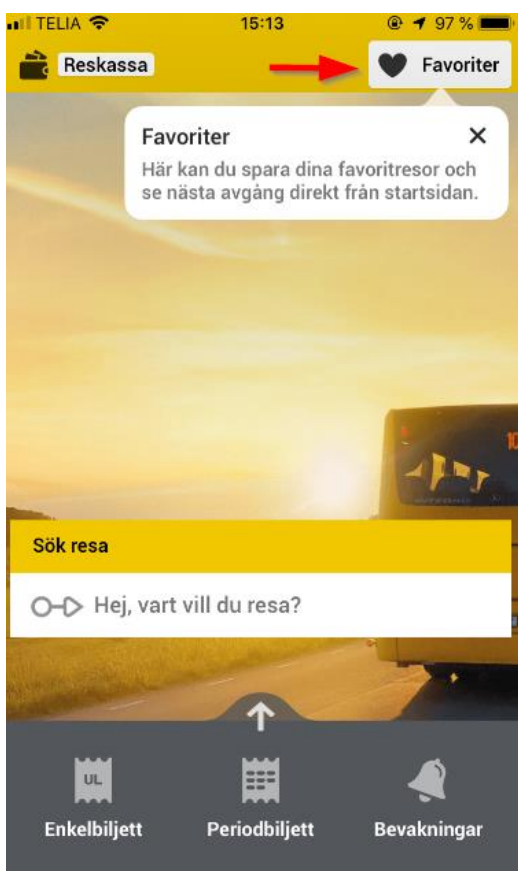 TELIA 15:13 97 %
Reskassa Favoriter
Favoriter
Här kan du spara dina favoritresor och
se nästa avgång direkt från startsidan.
10
Sök resa
Hej, vart vill du resa?
UL
Enkelbiljett Periodbiljett Bevakningar